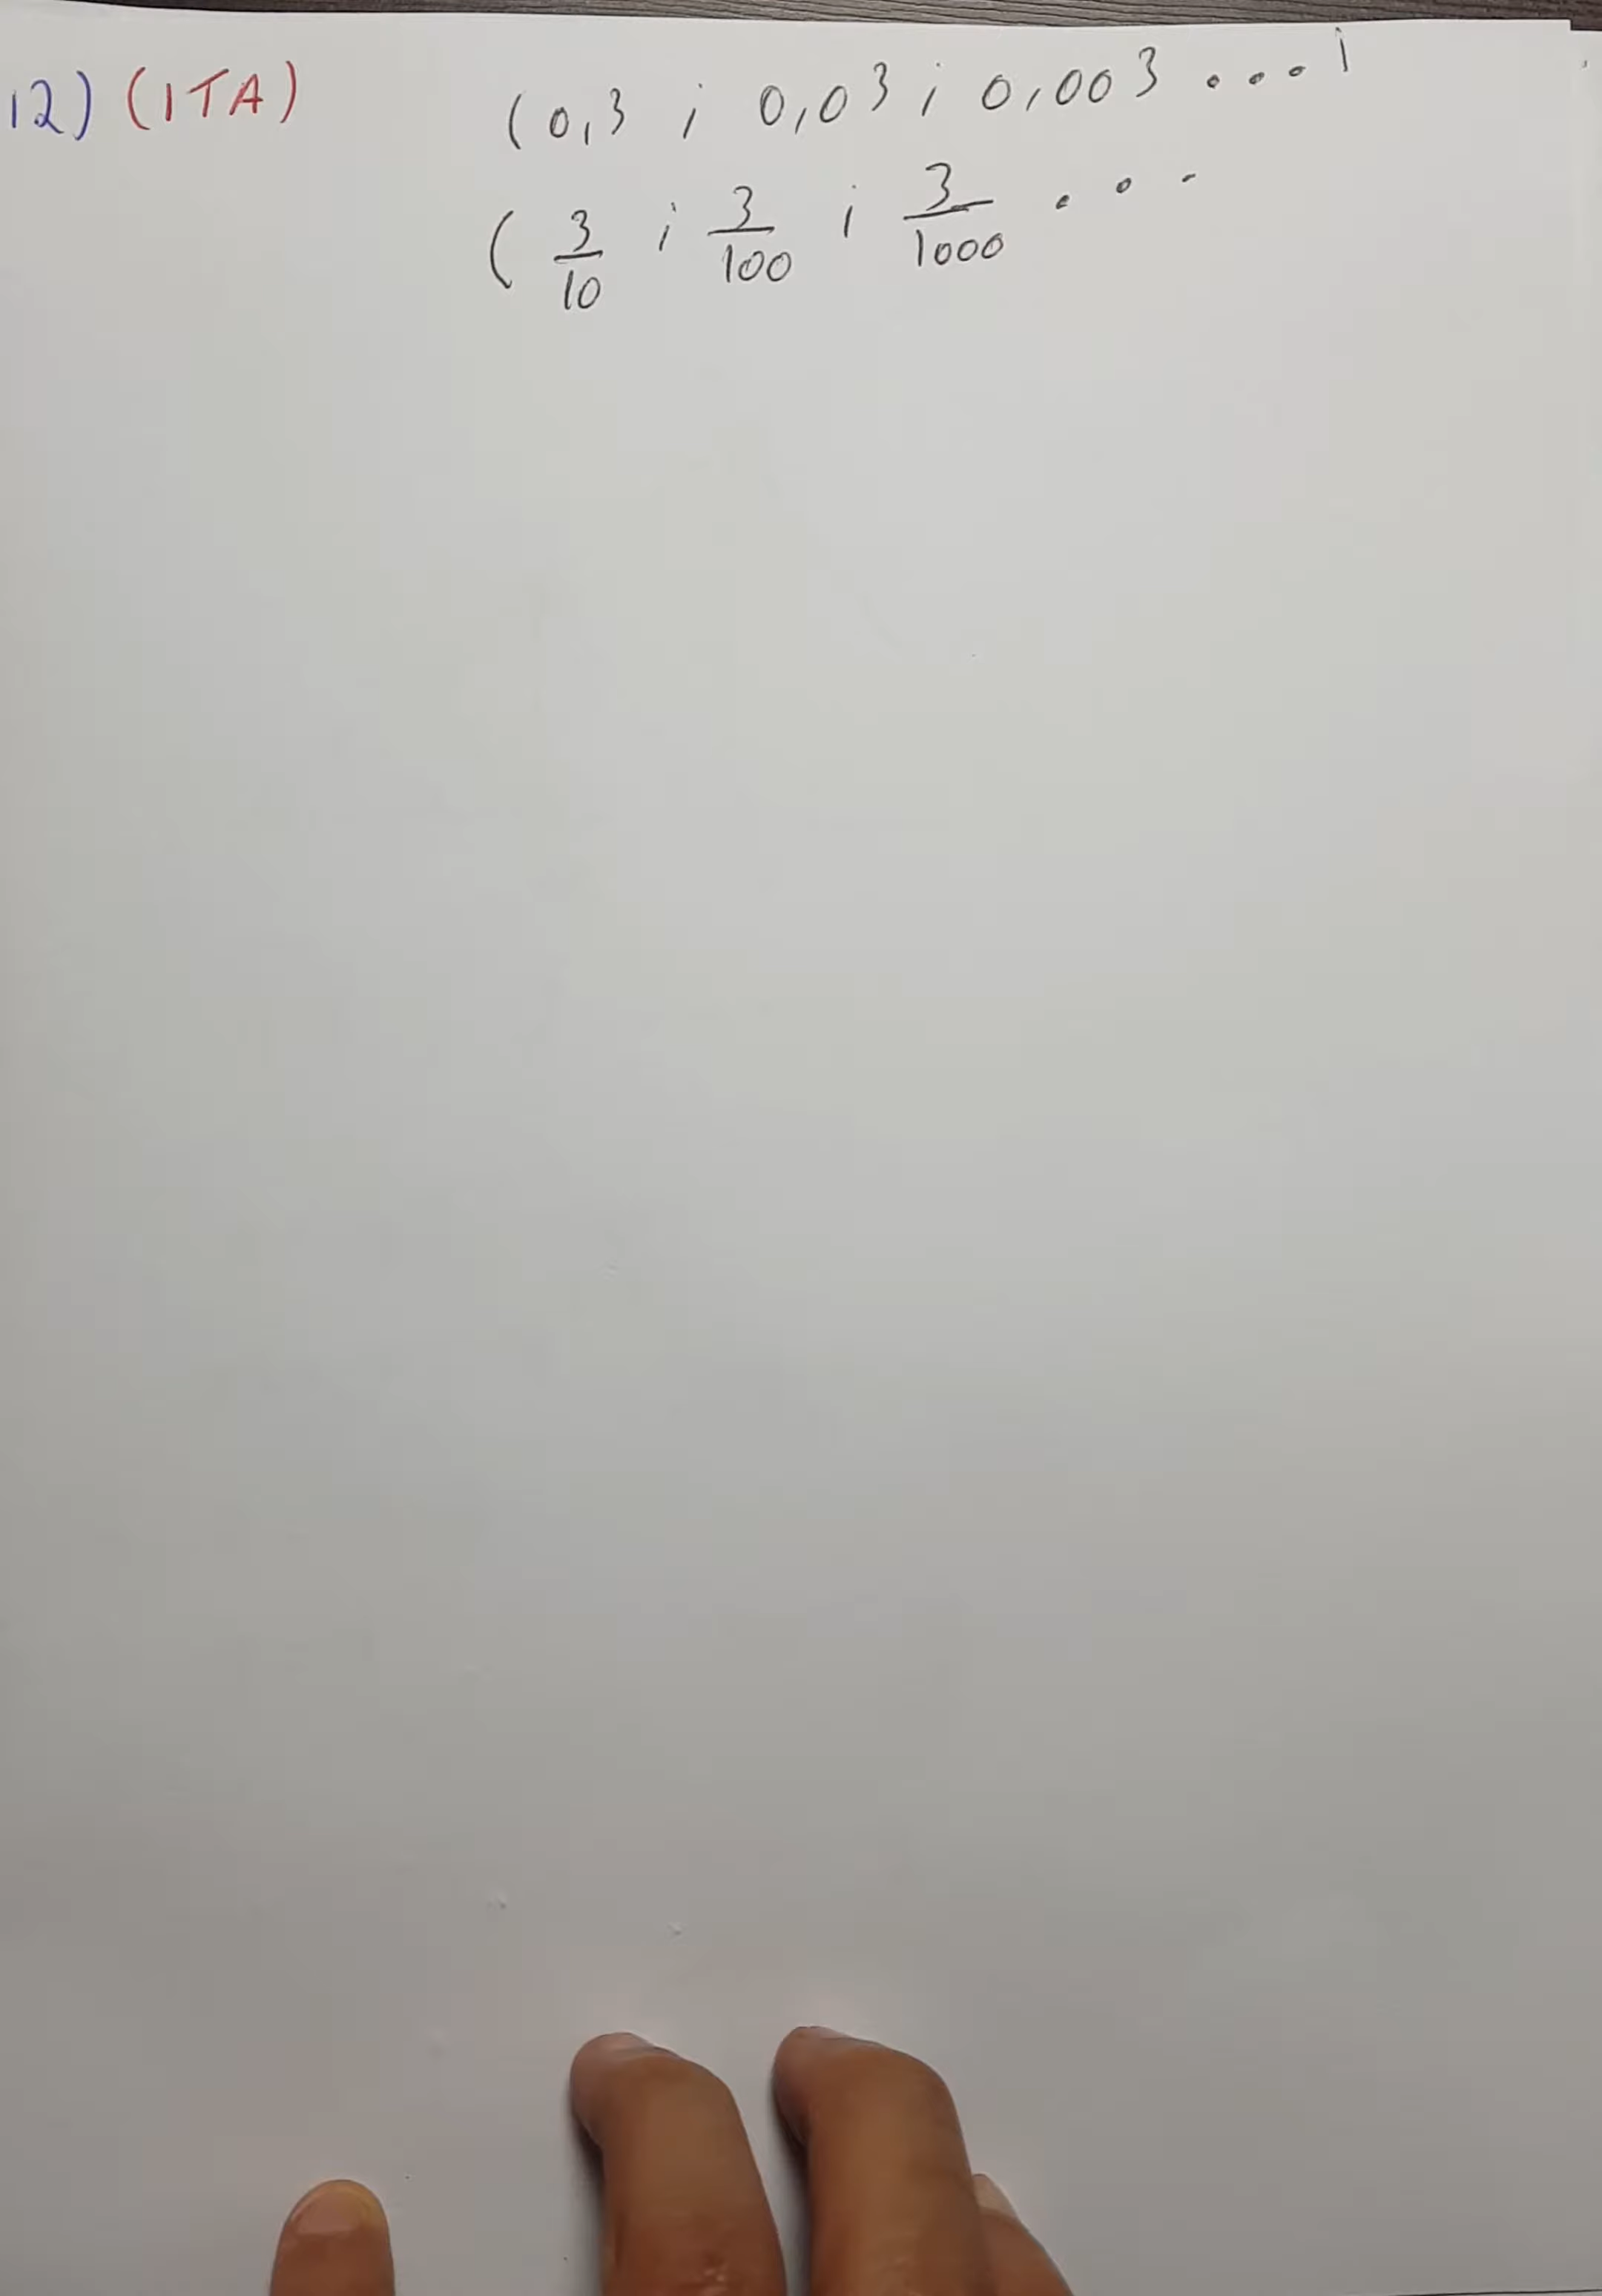 12) (ITA) (0,3 ; 0,03 ; 0,003 ....)
( 3/10 ; 3/100 ; 3/1000 ...